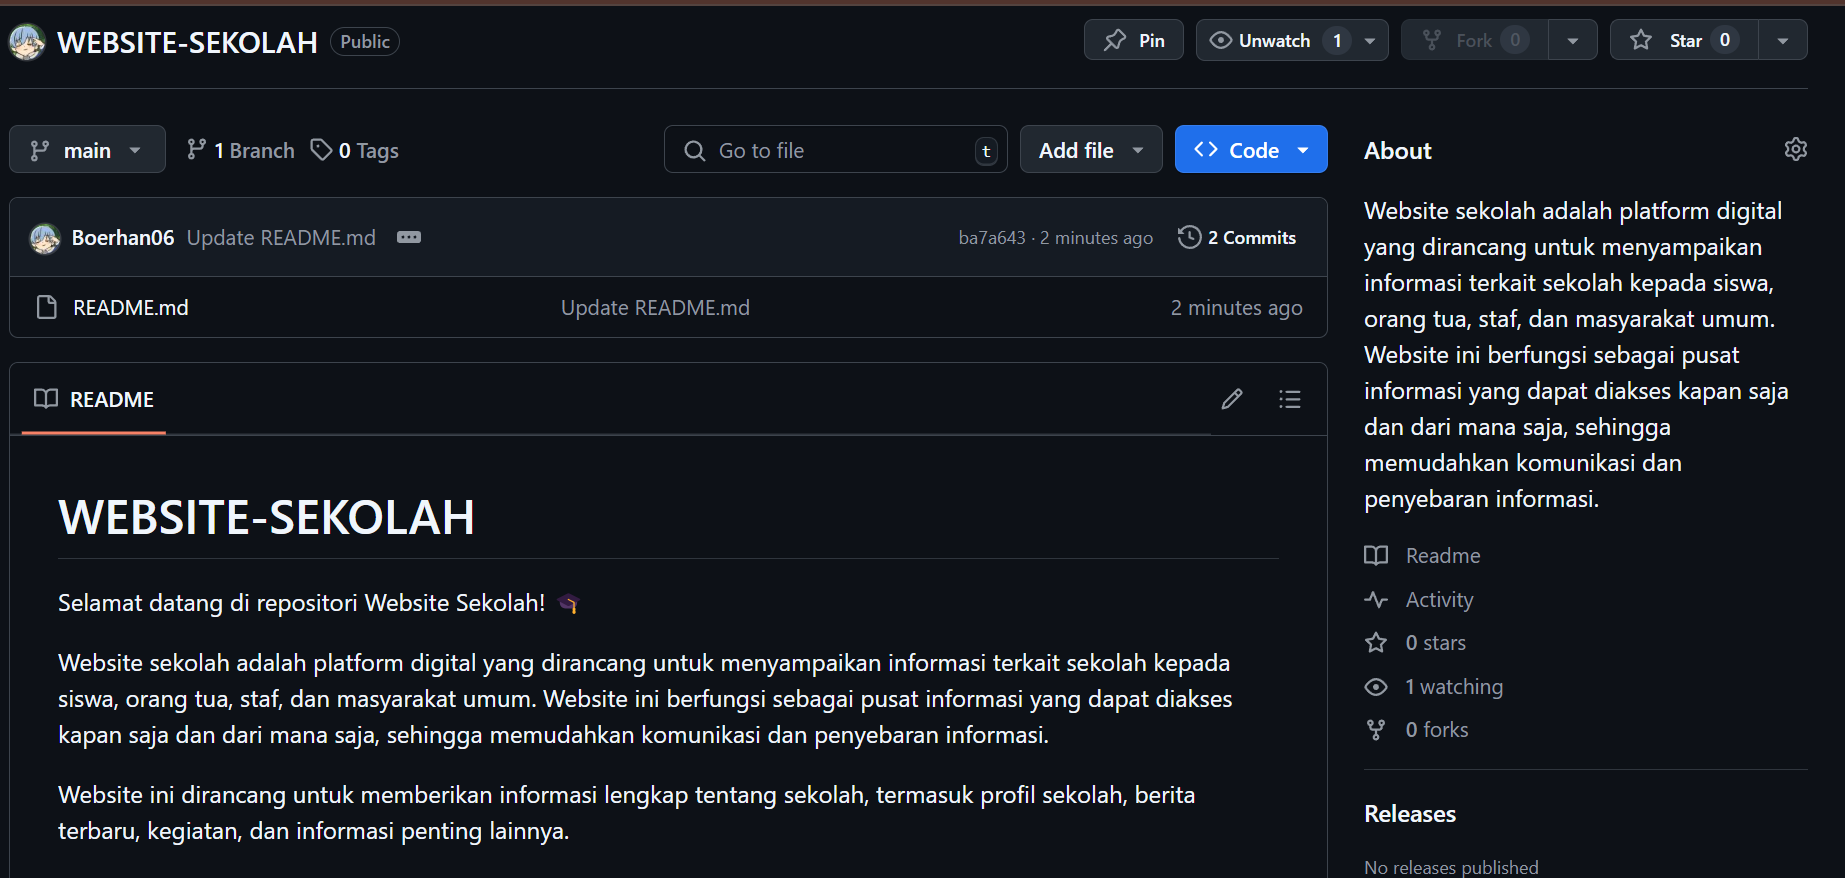 WEBSITE-SEKOLAH Public Pin Unwatch 1 Fork 0 Star 0
main 1 Branch 0 Tags Go to file t Add file Code
Boerhan06 Update README.md ba7a643 · 2 minutes ago 2 Commits
README.md Update README.md 2 minutes ago
README
WEBSITE-SEKOLAH
Selamat datang di repositori Website Sekolah! 🎓
Website sekolah adalah platform digital yang dirancang untuk menyampaikan informasi terkait sekolah kepada
siswa, orang tua, staf, dan masyarakat umum. Website ini berfungsi sebagai pusat informasi yang dapat diakses
kapan saja dan dari mana saja, sehingga memudahkan komunikasi dan penyebaran informasi.
Website ini dirancang untuk memberikan informasi lengkap tentang sekolah, termasuk profil sekolah, berita
terbaru, kegiatan, dan informasi penting lainnya.
About
Website sekolah adalah platform digital
yang dirancang untuk menyampaikan
informasi terkait sekolah kepada siswa,
orang tua, staf, dan masyarakat umum.
Website ini berfungsi sebagai pusat
informasi yang dapat diakses kapan saja
dan dari mana saja, sehingga
memudahkan komunikasi dan
penyebaran informasi.
Readme
Activity
0 stars
1 watching
0 forks
Releases
No releases published